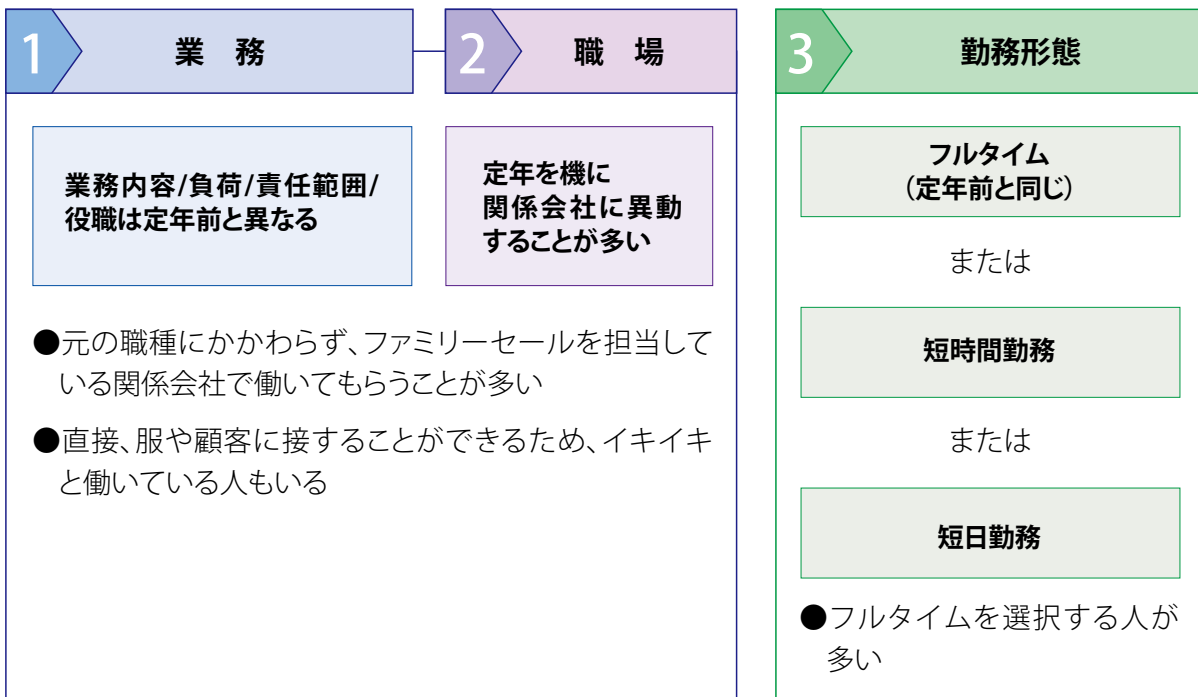 1 業　務
業務内容/負荷/責任範囲/
役職は定年前と異なる
2 職　場
定年を機に
関係会社に異動
することが多い
●元の職種にかかわらず、ファミリーセールを担当して
いる関係会社で働いてもらうことが多い
●直接、服や顧客に接することができるため、イキイキ
と働いている人もいる
3 勤務形態
フルタイム
（定年前と同じ）
または
短時間勤務
または
短日勤務
●フルタイムを選択する人が
多い